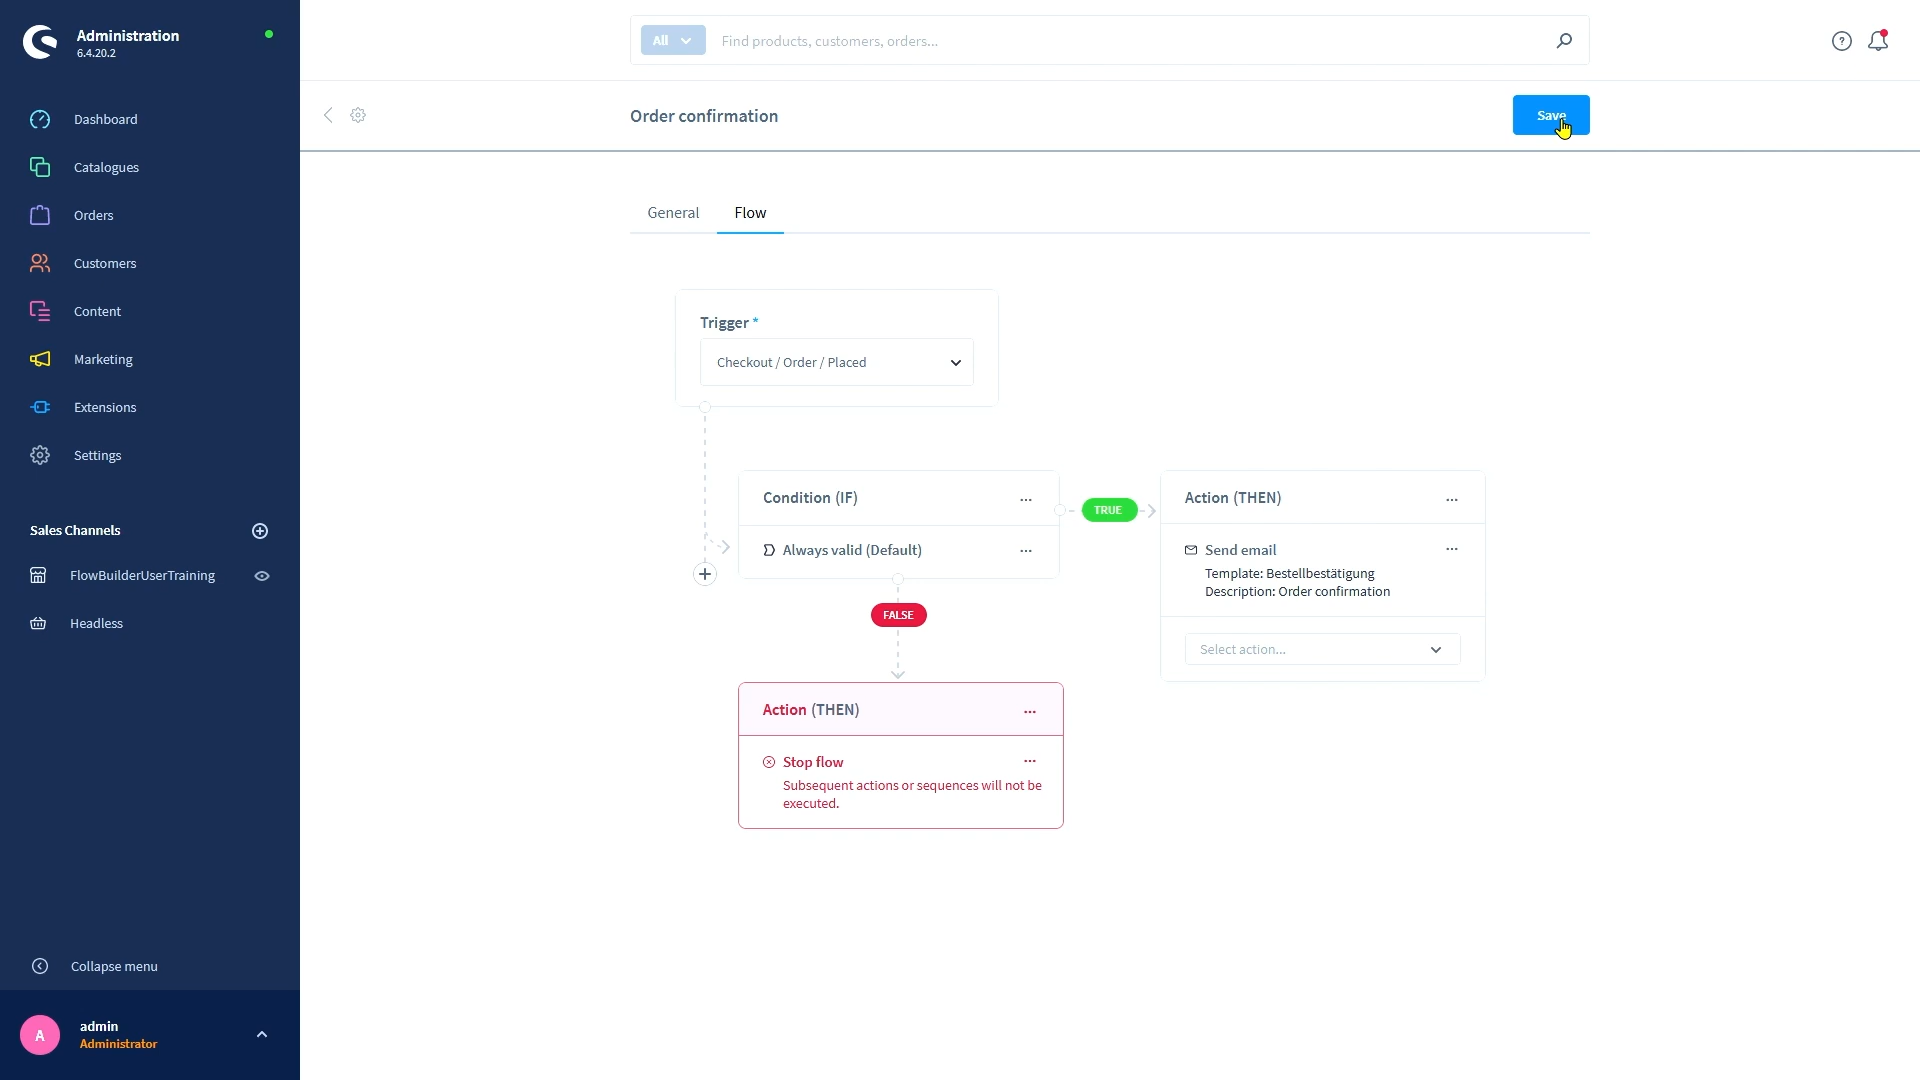 Administration
6.4.20.2
Dashboard
Catalogues
Orders
Customers
Content
Marketing
Extensions
Settings
Sales Channels
FlowBuilderUserTraining
Headless
Collapse menu
A
admin
Administrator
All
Find products, customers, orders...
Order confirmation
Save
General
Flow
Trigger *
Checkout / Order / Placed
Condition (IF)
Always valid (Default)
TRUE
FALSE
Action (THEN)
Send email
Template: Bestellbestätigung
Description: Order confirmation
Select action...
Action (THEN)
Stop flow
Subsequent actions or sequences will not be
executed.